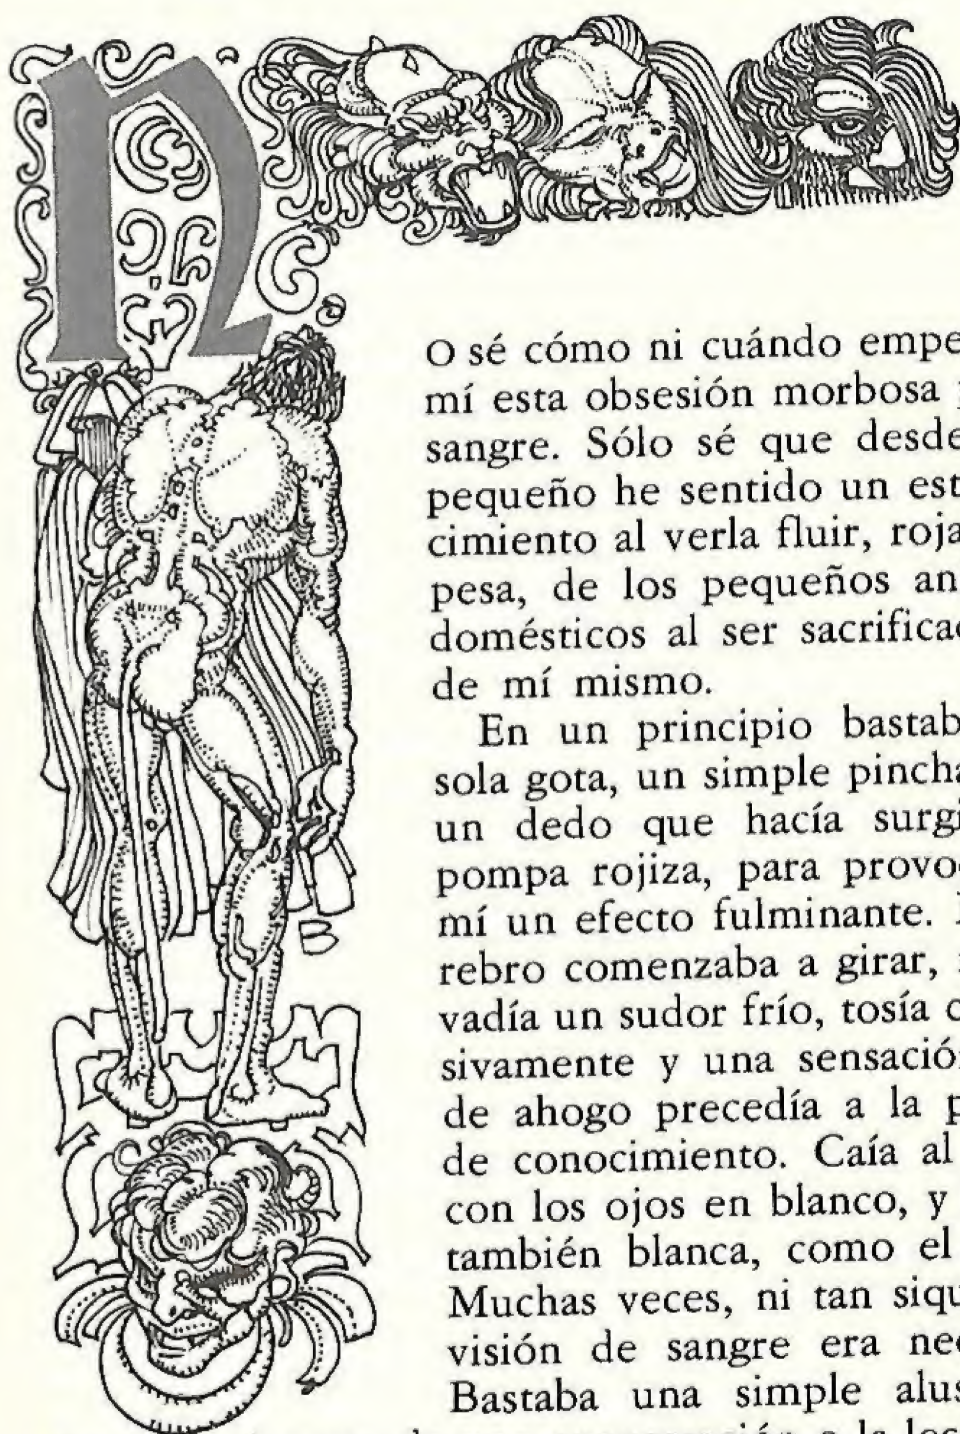 N
O sé cómo ni cuándo empe
mí esta obsesión morbosa
sangre. Sólo sé que desde
pequeño he sentido un est
cimiento al verla fluir, roja
pesa, de los pequeños an
domésticos al ser sacrificad
de mí mismo.
En un principio bastab
sola gota, un simple pincha
un dedo que hacía surgi
pompa rojiza, para provo
mí un efecto fulminante.
rebro comenzaba a girar,
vadía un sudor frío, tosía c
sivamente y una sensación
de ahogo precedía a la p
de conocimiento. Caía al
con los ojos en blanco, y
también blanca, como el
Muchas veces, ni tan siqu
visión de sangre era nec
Bastaba una simple alus
B